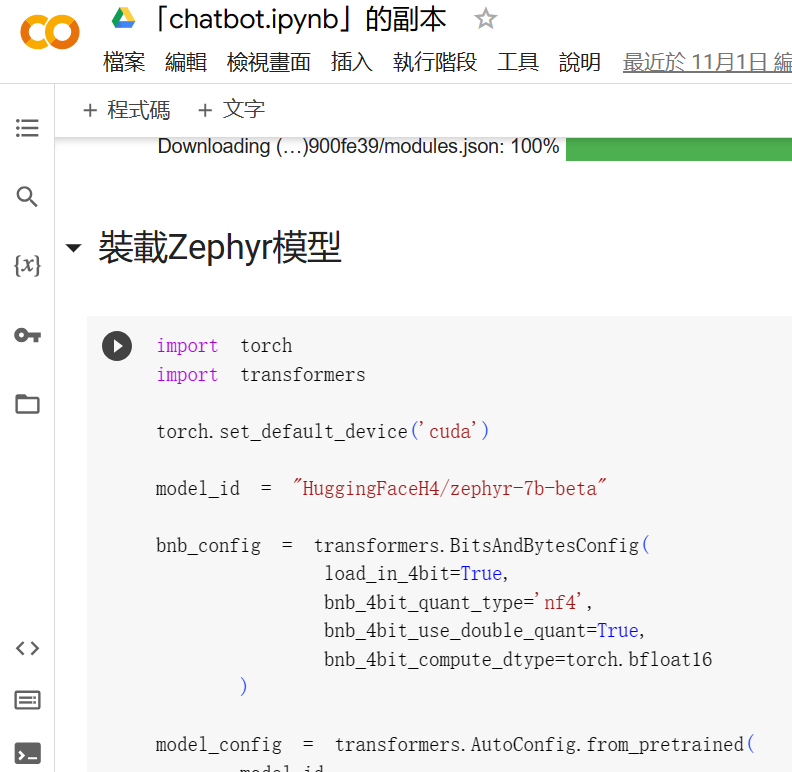 「chatbot.ipynb」的副本
檔案 編輯 檢視畫面 插入 執行階段 工具 說明 最近於 11月1日 編
+ 程式碼 + 文字
Downloading (…)900fe39/modules.json: 100%
裝載Zephyr模型
{x}
import torch
import transformers
torch.set_default_device('cuda')
model_id = "HuggingFaceH4/zephyr-7b-beta"
bnb_config = transformers.BitsAndBytesConfig(
load_in_4bit=True,
bnb_4bit_quant_type='nf4',
bnb_4bit_use_double_quant=True,
bnb_4bit_compute_dtype=torch.bfloat16
)
model_config = transformers.AutoConfig.from_pretrained(
model_id